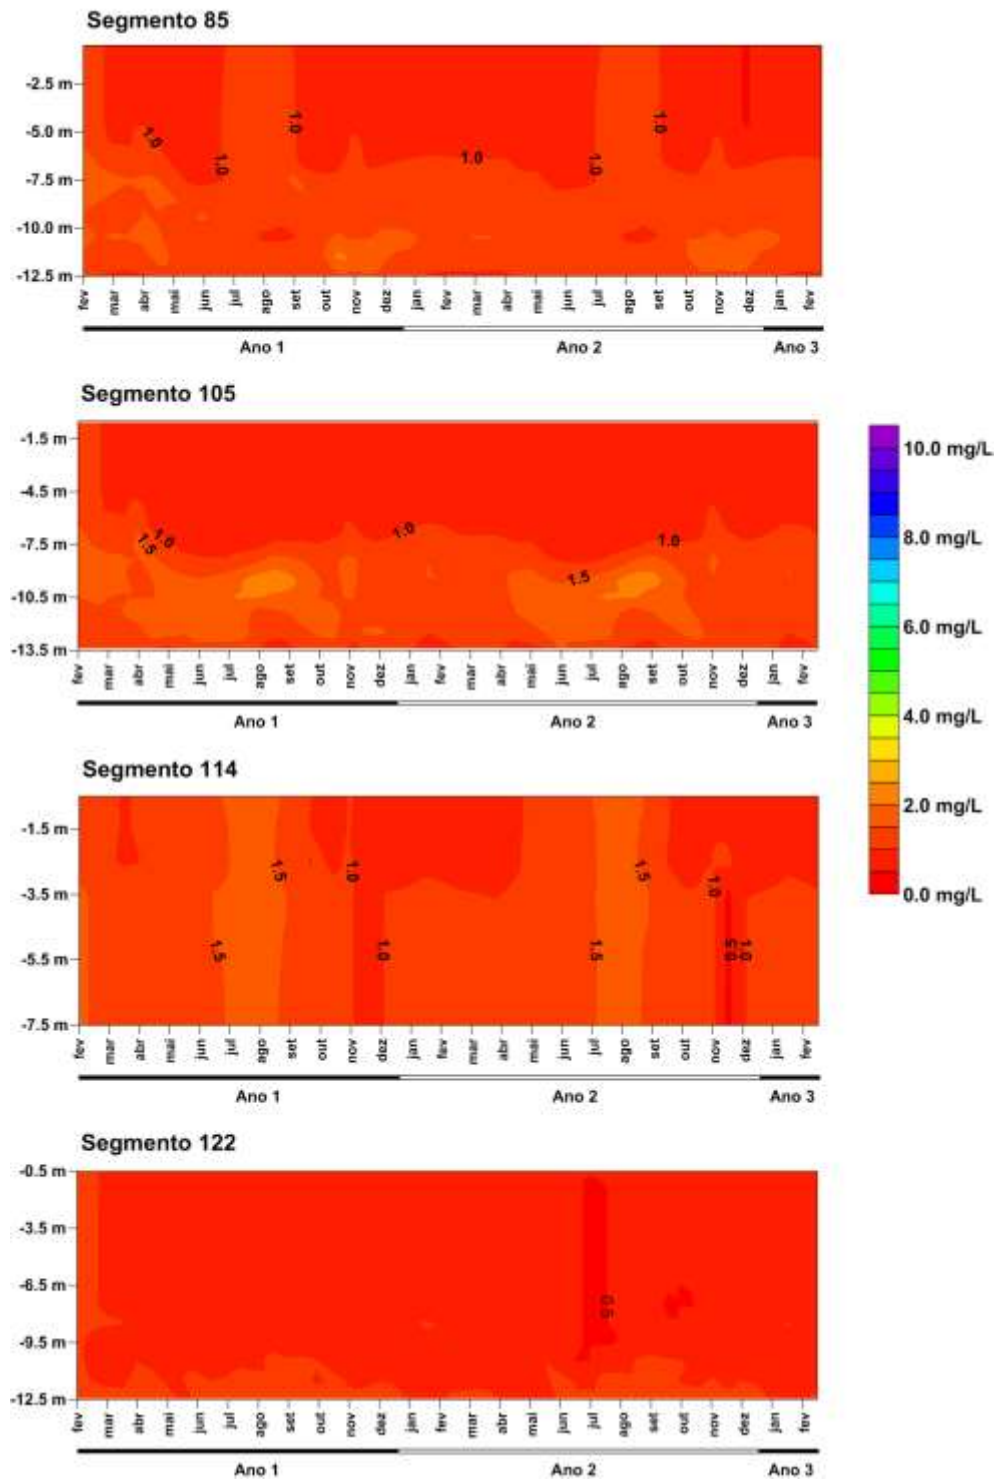 Segmento 85
-2.5 m
-5.0 m
-7.5 m
-10.0 m
-12.5 m
1.0
1.0
1.0
1.0
1.0
1.0
fev mar abr mai jun jul ago set out nov dez jan fev mar abr mai jun jul ago set out nov dez jan fev
Ano 1 Ano 2 Ano 3
Segmento 105
-1.5 m
-4.5 m
-7.5 m
-10.5 m
-13.5 m
1.5
1.0
1.0
1.5
1.0
fev mar abr mai jun jul ago set out nov dez jan fev mar abr mai jun jul ago set out nov dez jan fev
Ano 1 Ano 2 Ano 3
10.0 mg/L
8.0 mg/L
6.0 mg/L
4.0 mg/L
2.0 mg/L
0.0 mg/L
Segmento 114
-1.5 m
-3.5 m
-5.5 m
-7.5 m
1.5
1.5
1.0
1.0
1.5
1.5
1.0
0.5
1.0
fev mar abr mai jun jul ago set out nov dez jan fev mar abr mai jun jul ago set out nov dez jan fev
Ano 1 Ano 2 Ano 3
Segmento 122
-0.5 m
-3.5 m
-6.5 m
-9.5 m
-12.5 m
0.5
fev mar abr mai jun jul ago set out nov dez jan fev mar abr mai jun jul ago set out nov dez jan fev
Ano 1 Ano 2 Ano 3